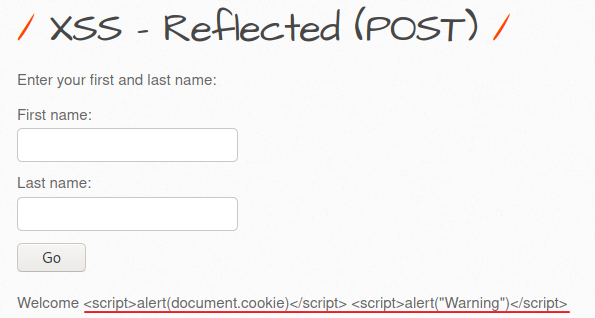 / XSS - Reflected (POST) /
Enter your first and last name:
First name:
Last name:
Go
Welcome <script>alert(document.cookie)</script> <script>alert("Warning")</script>